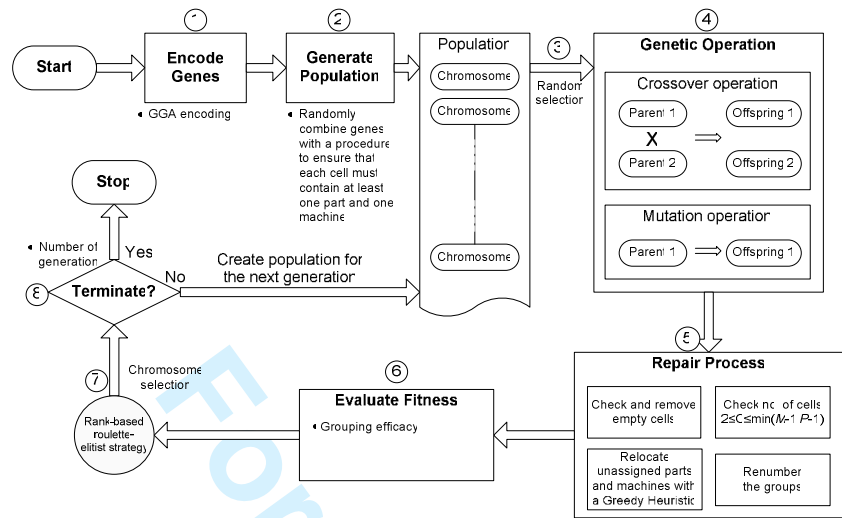 1
2
3
4
Start
Encode
Genes
Generate
Population
Population
Chromosome
Chromosome
Chromosome
Random
selection
Genetic Operation
Crossover operation
Parent 1
Offspring 1
X
Parent 2
Offspring 2
Mutation operation
Parent 1
Offspring 1
• GGA encoding
• Randomly
combine genes
with a procedure
to ensure that
each cell must
contain at least
one part and one
machine
Stop
• Number of
generation
Yes
No
Create population for
the next generation
8
Terminate?
5
Repair Process
Check and remove
empty cells
Check no of cells
2≤C≤min(M-1 P-1)
Relocate
unassigned parts
and machines with
a Greedy Heuristic
Renumber
the groups
6
Evaluate Fitness
• Grouping efficacy
7
Chromosome
selection
Rank-based
roulette-
elitist strategy
For